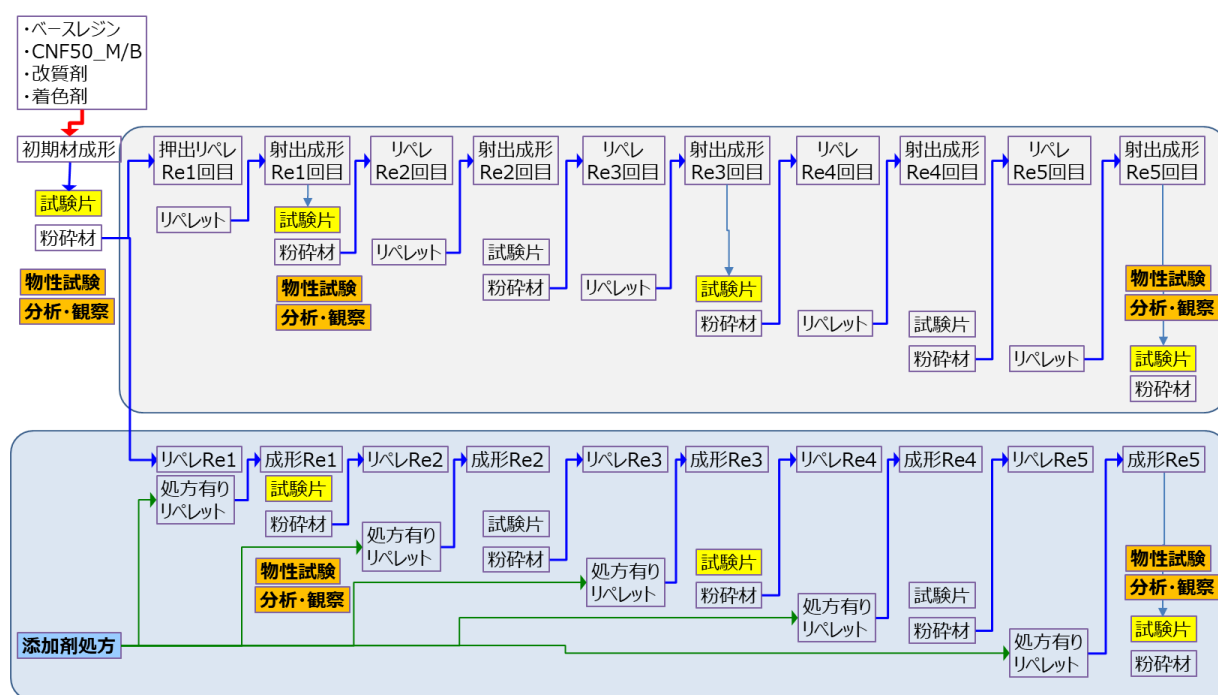 ・ベースレジン
・CNF50_M/B
・改質剤
・着色剤
初期材成形
試験片
粉砕材
物性試験
分析・観察
押出リペレ
Re1回目
リペレット
射出成形
Re1回目
試験片
粉砕材
物性試験
分析・観察
リペレ
Re2回目
リペレット
射出成形
Re2回目
試験片
粉砕材
リペレ
Re3回目
リペレット
射出成形
Re3回目
試験片
粉砕材
リペレ
Re4回目
リペレット
射出成形
Re4回目
試験片
粉砕材
リペレ
Re5回目
リペレット
射出成形
Re5回目
物性試験
分析・観察
試験片
粉砕材
リペレRe1
処方有り
リペレット
成形Re1
試験片
粉砕材
物性試験
分析・観察
リペレRe2
処方有り
リペレット
成形Re2
試験片
粉砕材
リペレRe3
処方有り
リペレット
成形Re3
試験片
粉砕材
リペレRe4
処方有り
リペレット
成形Re4
試験片
粉砕材
リペレRe5
処方有り
リペレット
成形Re5
物性試験
分析・観察
試験片
粉砕材
添加剤処方